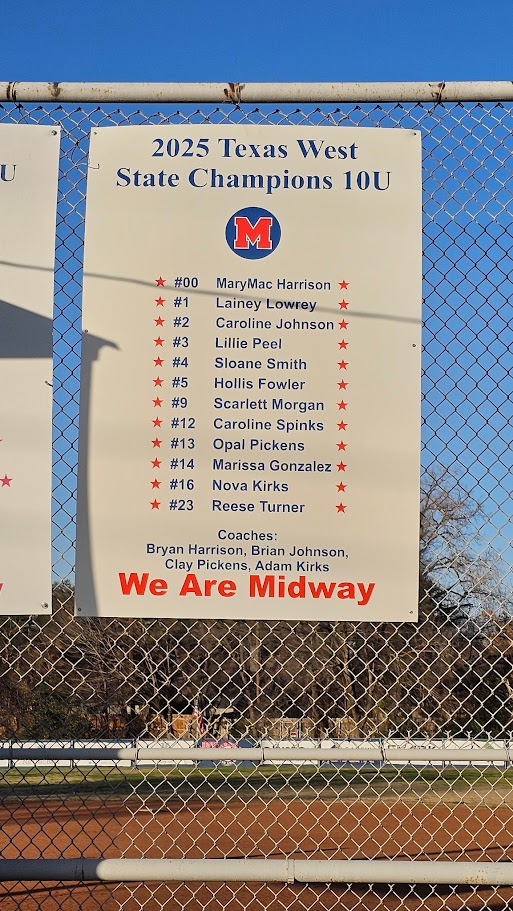 U
2025 Texas West
State Champions 10U
M
#00 MaryMac Harrison
#1 Lainey Lowrey
#2 Caroline Johnson
#3 Lillie Peel
#4 Sloane Smith
#5 Hollis Fowler
#9 Scarlett Morgan
#12 Caroline Spinks
#13 Opal Pickens
#14 Marissa Gonzalez
#16 Nova Kirks
#23 Reese Turner
Coaches:
Bryan Harrison, Brian Johnson,
Clay Pickens, Adam Kirks
We Are Midway
y